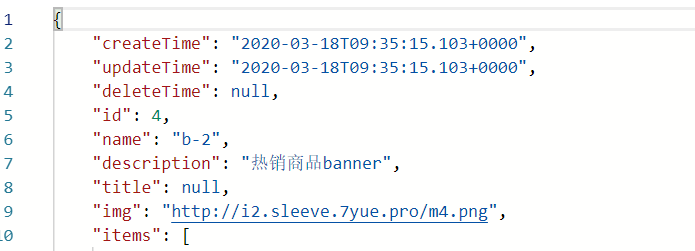 1 {
2 "createTime": "2020-03-18T09:35:15.103+0000",
3 "updateTime": "2020-03-18T09:35:15.103+0000",
4 "deleteTime": null,
5 "id": 4,
6 "name": "b-2",
7 "description": "热销商品banner",
8 "title": null,
9 "img": "http://i2.sleeve.7yue.pro/m4.png",
10 "items": [